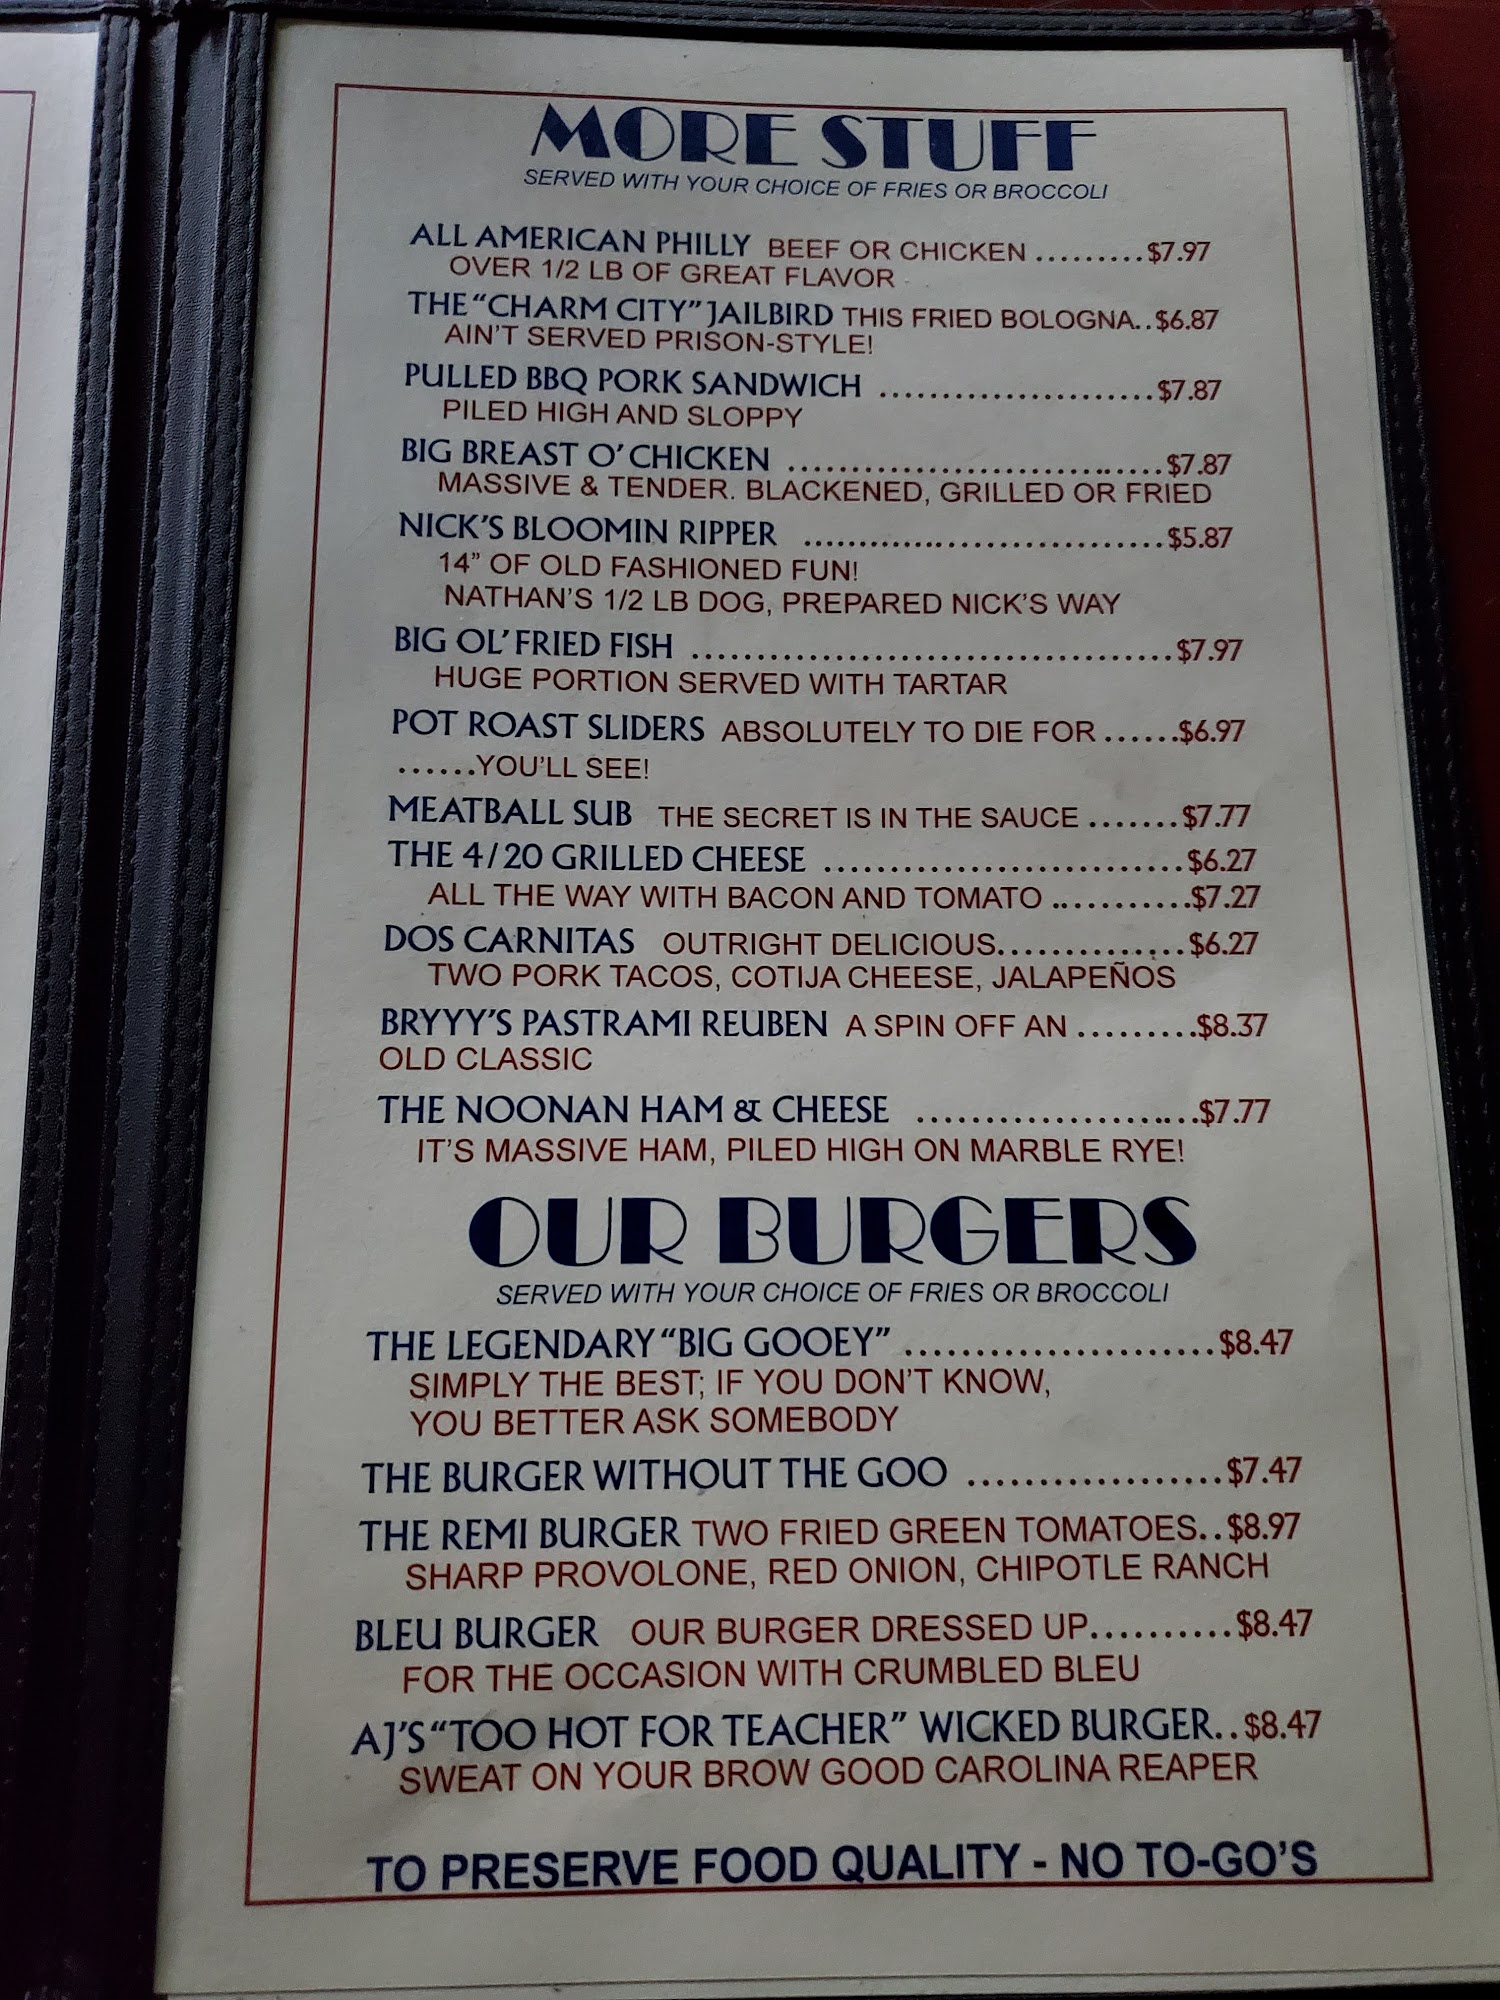 MORE STUFF
SERVED WITH YOUR CHOICE OF FRIES OR BROCCOLI
ALL AMERICAN PHILLY BEEF OR CHICKEN .........$7.97
OVER 1/2 LB OF GREAT FLAVOR
THE "CHARM CITY" JAILBIRD THIS FRIED BOLOGNA..$6.87
AIN'T SERVED PRISON-STYLE!
PULLED BBQ PORK SANDWICH ......................$7.87
PILED HIGH AND SLOPPY
BIG BREAST O' CHICKEN ..............................$7.87
MASSIVE & TENDER. BLACKENED, GRILLED OR FRIED
NICK'S BLOOMIN RIPPER ..............................$5.87
14" OF OLD FASHIONED FUN!
NATHAN'S 1/2 LB DOG, PREPARED NICK'S WAY
BIG OL' FRIED FISH ......................................$7.97
HUGE PORTION SERVED WITH TARTAR
POT ROAST SLIDERS ABSOLUTELY TO DIE FOR ......$6.97
......YOU'LL SEE!
MEATBALL SUB THE SECRET IS IN THE SAUCE .......$7.77
THE 4/20 GRILLED CHEESE .............................$6.27
ALL THE WAY WITH BACON AND TOMATO ...........$7.27
DOS CARNITAS OUTRIGHT DELICIOUS...............$6.27
TWO PORK TACOS, COTIJA CHEESE, JALAPEÑOS
BRYYY'S PASTRAMI REUBEN A SPIN OFF AN ..........$8.37
OLD CLASSIC
THE NOONAN HAM & CHEESE .......................$7.77
IT'S MASSIVE HAM, PILED HIGH ON MARBLE RYE!
OUR BURGERS
SERVED WITH YOUR CHOICE OF FRIES OR BROCCOLI
THE LEGENDARY "BIG GOOEY" ........................$8.47
SIMPLY THE BEST; IF YOU DON'T KNOW,
YOU BETTER ASK SOMEBODY
THE BURGER WITHOUT THE GOO ....................$7.47
THE REMI BURGER TWO FRIED GREEN TOMATOES..$8.97
SHARP PROVOLONE, RED ONION, CHIPOTLE RANCH
BLEU BURGER OUR BURGER DRESSED UP..........$8.47
FOR THE OCCASION WITH CRUMBLED BLEU
AJ'S "TOO HOT FOR TEACHER" WICKED BURGER..$8.47
SWEAT ON YOUR BROW GOOD CAROLINA REAPER
TO PRESERVE FOOD QUALITY - NO TO-GO'S